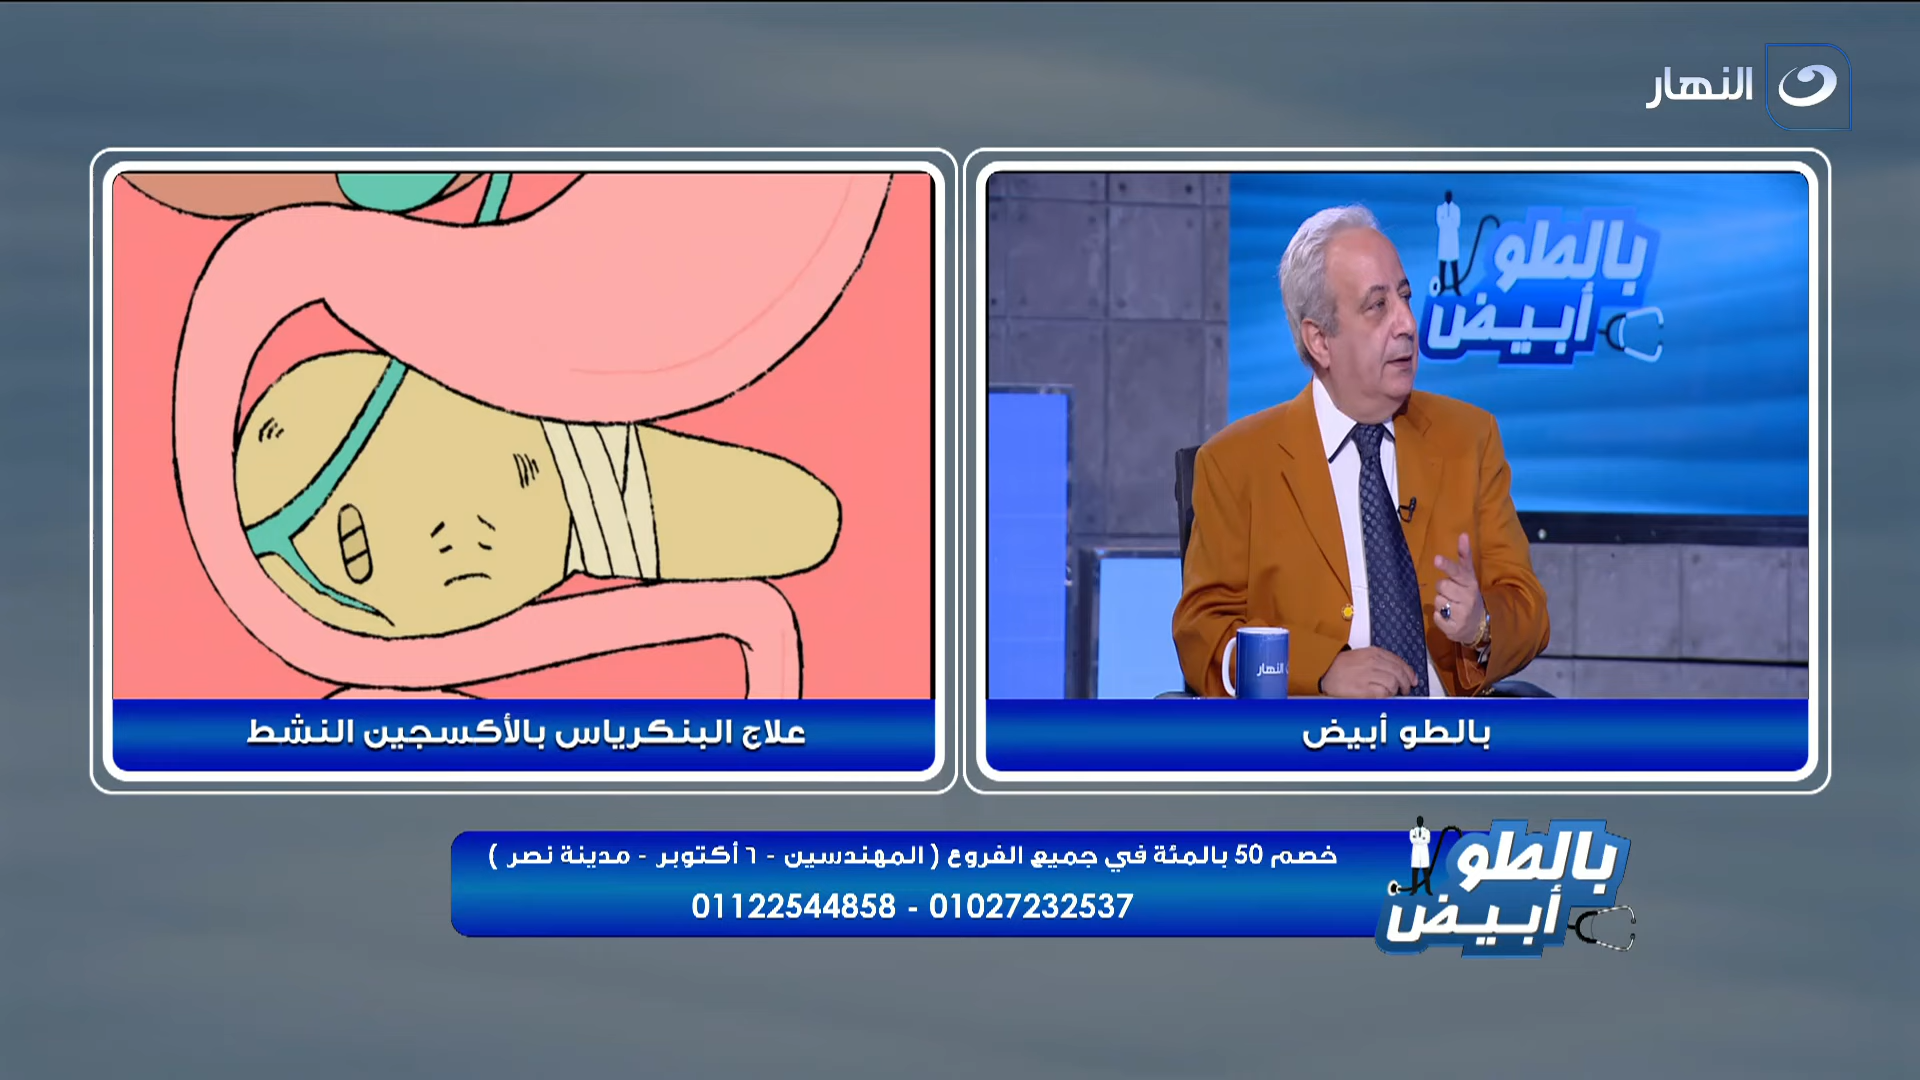 النهار
بالطو
أبيض
النهار
بالطو أبيض
علاج البنكرياس بالأكسجين النشط
خصم 50 بالمئة في جميع الفروع ( المهندسين - ٦ أكتوبر - مدينة نصر )
01122544858 - 01027232537
بالطو
أبيض